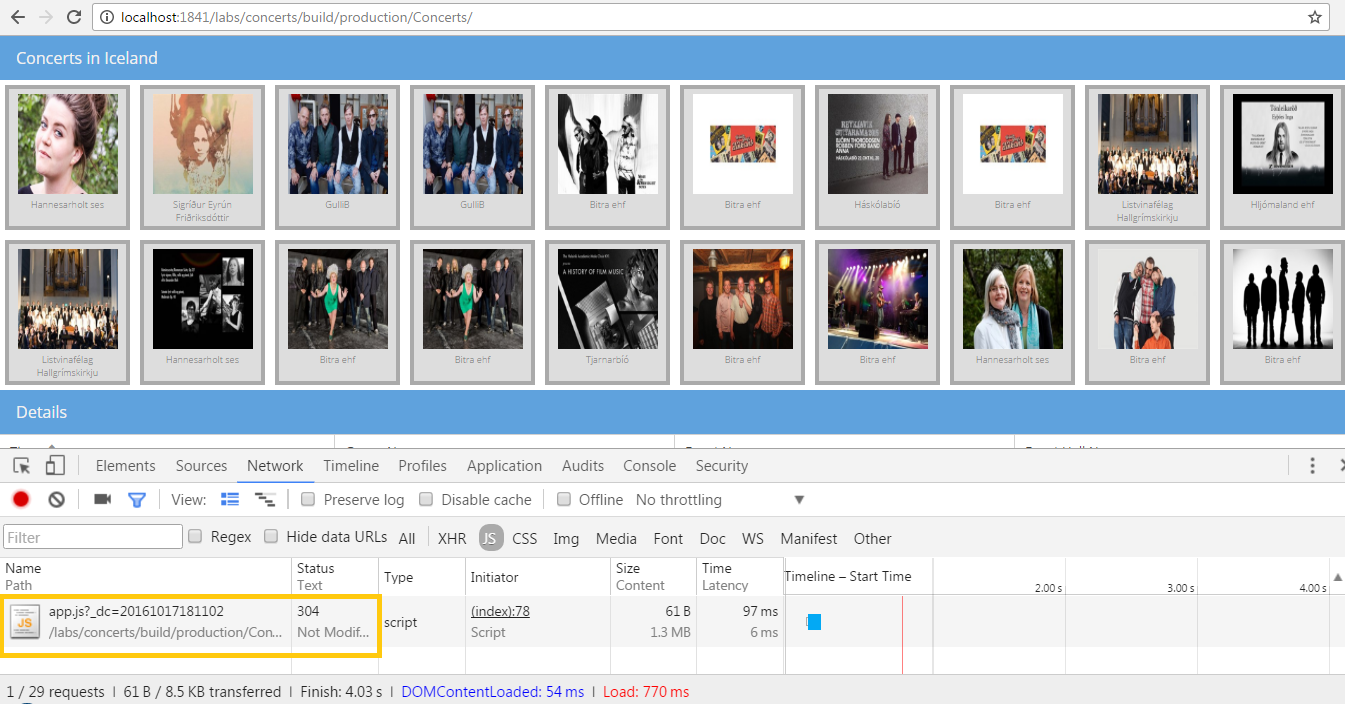 localhost:1841/labs/concerts/build/production/Concerts/
Concerts in Iceland
Hannesarholt ses
Sigríður Eyrún
Friðriksdóttir
GulliB
GulliB
Bitra ehf
Bitra ehf
Háskólabíó
Bitra ehf
Listvinafélag
Hallgrímskirkju
Hljómaland ehf
Listvinafélag
Hallgrímskirkju
Hannesarholt ses
Bitra ehf
Bitra ehf
A HISTORY OF FILM MUSIC
Tjarnarbíó
Bitra ehf
Bitra ehf
Hannesarholt ses
Bitra ehf
Bitra ehf
Details
Elements Sources Network Timeline Profiles Application Audits Console Security
View: Preserve log Disable cache Offline No throttling
Filter Regex Hide data URLs All XHR JS CSS Img Media Font Doc WS Manifest Other
Name Status Type Initiator Size Time Timeline – Start Time
Path Text Content Latency 2.00 s 3.00 s 4.00 s
JS app.js?_dc=20161017181102 304 script (index):78 61 B 97 ms
/labs/concerts/build/production/Con... Not Modif... Script 1.3 MB 6 ms
1 / 29 requests I 61 B / 8.5 KB transferred I Finish: 4.03 s I DOMContentLoaded: 54 ms I Load: 770 ms